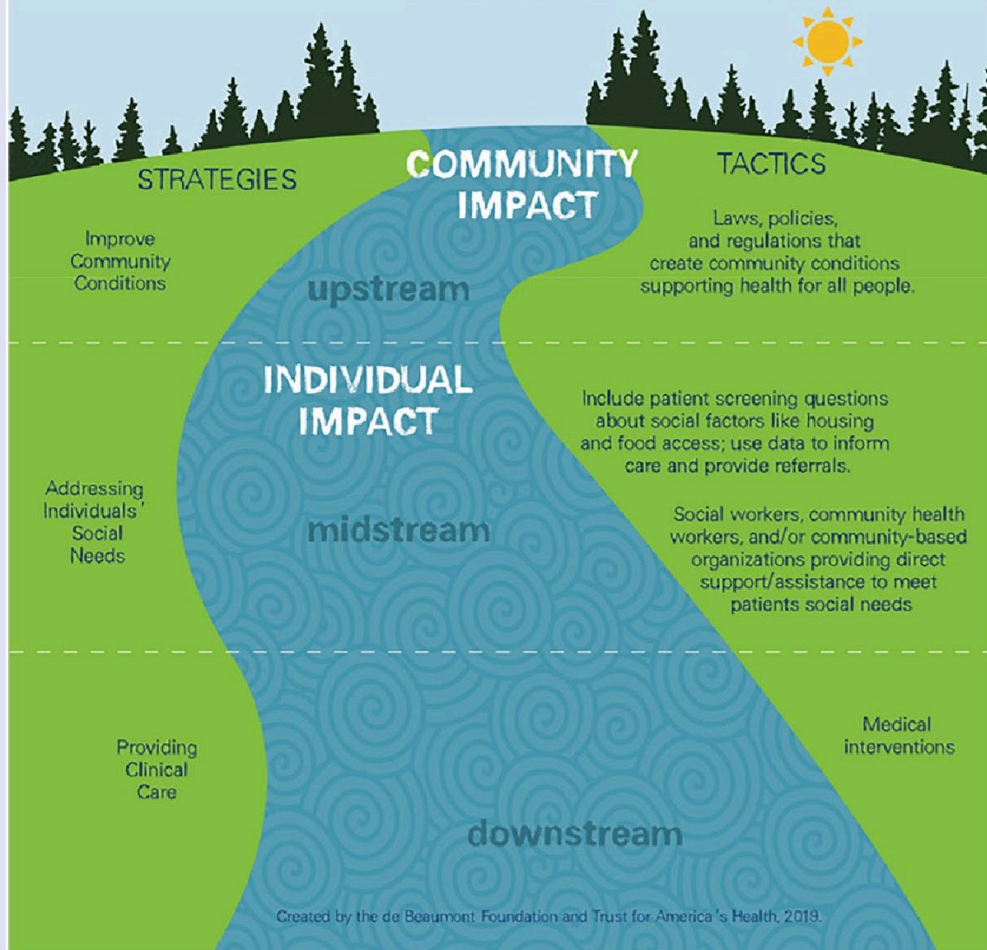 STRATEGIES
COMMUNITY
IMPACT
TACTICS
Improve
Community
Conditions
upstream
Laws, policies,
and regulations that
create community conditions
supporting health for all people.
INDIVIDUAL
IMPACT
Addressing
Individuals'
Social
Needs
midstream
Include patient screening questions
about social factors like housing
and food access; use data to inform
care and provide referrals.
Social workers, community health
workers, and/or community-based
organizations providing direct
support/assistance to meet
patients social needs
Providing
Clinical
Care
downstream
Medical
interventions
Created by the de Beaumont Foundation and Trust for America's Health, 2019.